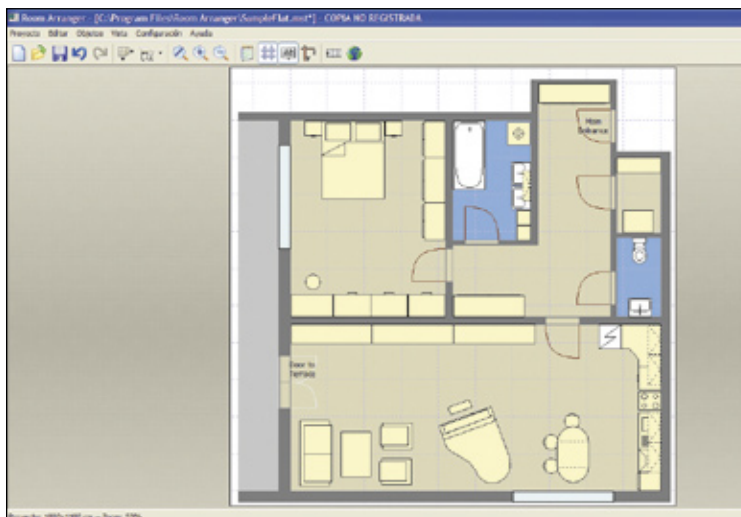 Room Arranger - [C:\Program Files\Room Arranger\SampleFlat.mst*] - COPIA NO REGISTRADA
Proyecto Editar Objetos Vista Configuración Ayuda
Main
Entrance
Door to
Terrace